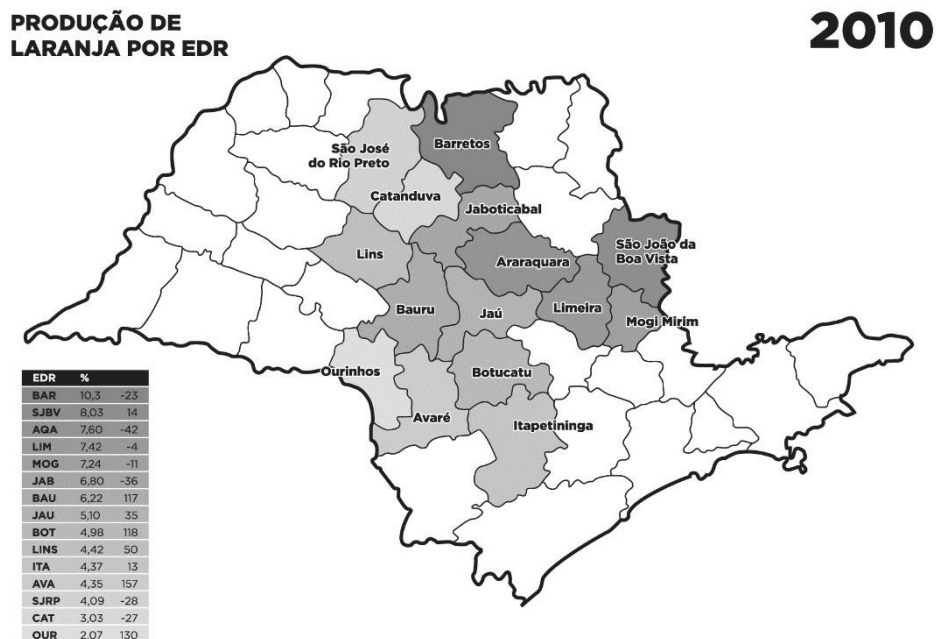 PRODUÇÃO DE
LARANJA POR EDR
2010
São José
do Rio Preto
Barretos
Catanduva
Jaboticabal
Lins
Araraquara
São João da
Boa Vista
Bauru
Jaú
Limeira
Mogi Mirim
Ourinhos
Botucatu
Avaré
Itapetininga
EDR %
BAR 10,3 -23
SJBV 8,03 14
AQA 7,60 -42
LIM 7,42 -4
MOG 7,24 -11
JAB 6,80 -36
BAU 6,22 117
JAU 5,10 35
BOT 4,98 118
LINS 4,42 50
ITA 4,37 13
AVA 4,35 157
SJRP 4,09 -28
CAT 3,03 -27
OUR 2,07 130